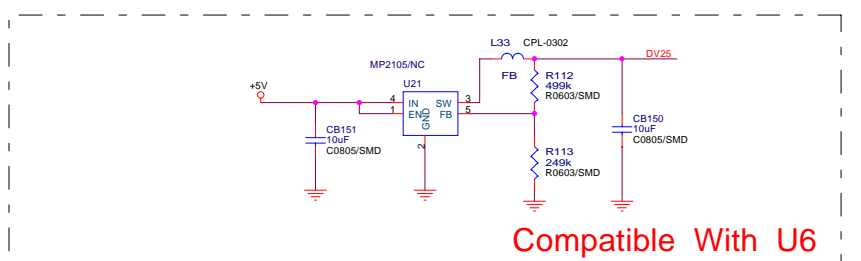 L33 CPL-0302
DV25
MP2105/NC
FB
R112
499k
R0603/SMD
+5V
U21
4 IN SW 3
1 EN FB 5
GND
2
CB151
10uF
C0805/SMD
CB150
10uF
C0805/SMD
R113
249k
R0603/SMD
Compatible With U6